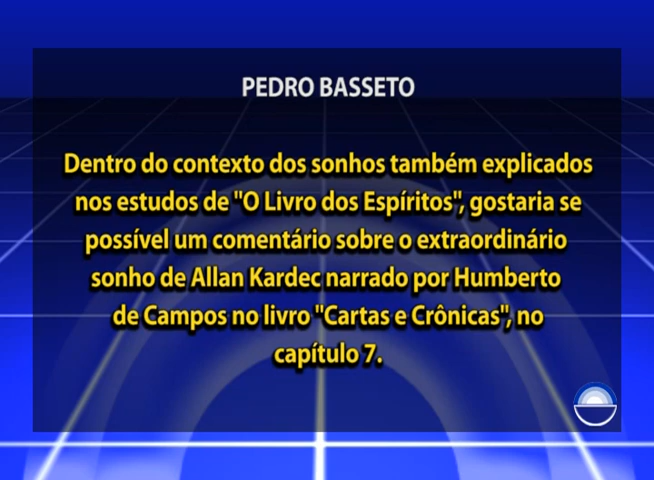 PEDRO BASSETO
Dentro do contexto dos sonhos também explicados
nos estudos de "O Livro dos Espíritos", gostaria se
possível um comentário sobre o extraordinário
sonho de Allan Kardec narrado por Humberto
de Campos no livro "Cartas e Crônicas", no
capítulo 7.